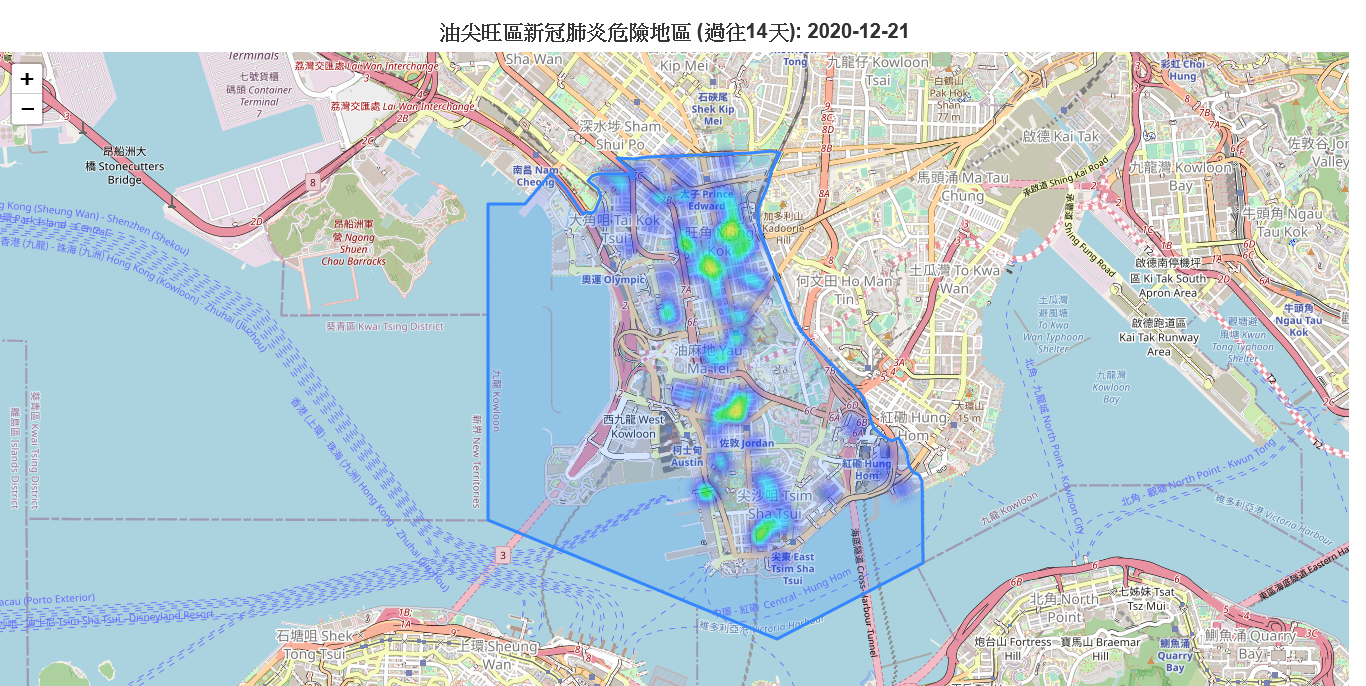 油尖旺區新冠肺炎危險地區 (過往14天): 2020-12-21
+
−
Terminal
七號貨櫃
碼頭 Container
Terminal
7
荔灣交匯處 Lai Wan Interchange
荔灣交匯處 Lai Wan Interchange
Sha Wan
Kip Mei
Tong
九龍仔 Kowloon
Tsai
彩虹 Choi
Hung
石硤尾
Shek Kip
Mei
白鶴山
Pak Hok
Shan
77 m
深水埗 Sham
Shui Po
啟德 Kai Tak
佐敦谷 Jor
Valley
昂船洲大
橋 Stonecutters
Bridge
南昌 Nam
Cheong
太子 Prince
Edward
馬頭涌 Ma Tau
Chung
承啟道 Shing Kai Road
承豐道 Shing Fung Road
九龍灣 Kowloon
Bay
牛頭角 Ngau
Tau Kok
昂船洲軍
營 Ngong
Shuen
Chau Barracks
大角咀 Tai Kok
Tsui
旺角
Kok
加多利山
Kadoorie
Hill
奧運 Olympic
何文田 Ho Man
Tin
土瓜灣 To Kwa
Wan
啟德南停機坪
區 Ki Tak South
Apron Area
牛頭角
Ngau Tau
Kok
土瓜灣
避風塘
To Kwa
Wan Typhoon
Shelter
啟德跑道區
Kai Tak Runway
Area
觀塘避
風塘 Kwun
Tong Typhoon
Shelter
葵青區 Kwai Tsing District
油麻地 Yau
Ma Tei
九龍灣
Kowloon
Bay
九龍 Kowloon
新界 New Territories
葵青區 Kwai Tsing District
離島區 Islands District
西九龍 West
Kowloon
紅磡 Hung
Hom
大環山
15 m
佐敦 Jordan
柯士甸
Austin
紅磡 Hung
Hom
尖沙咀 Tsim
Sha Tsui
尖東 East
Tsim Sha
Tsui
九龍 Kowloon
北角 - 九龍城 North Point - Kowloon City
北角 - 觀塘 North Point - Kwun Tong
維多利亞港 Victoria Harbour
海底隧道 Cross-Harbour Tunnel
中環 - 紅磡 Central - Hung Hom
維多利亞港 Victoria Harbour
香港 (上環) - 珠海 (九洲) Hong Kong (Kowloon) - Zhuhai (Jiuzhou)
石塘咀 Shek
Tong Tsui
上環 Sheung
Wan
北角 North
Point
七姊妹 Tsat
Tsz Mui
炮台山 Fortress
Hill
寶馬山 Braemar
Hill
鰂魚涌
Quarry
Bay
鰂魚涌 Quarry
Bay
東區海底隧道 Eastern Ha